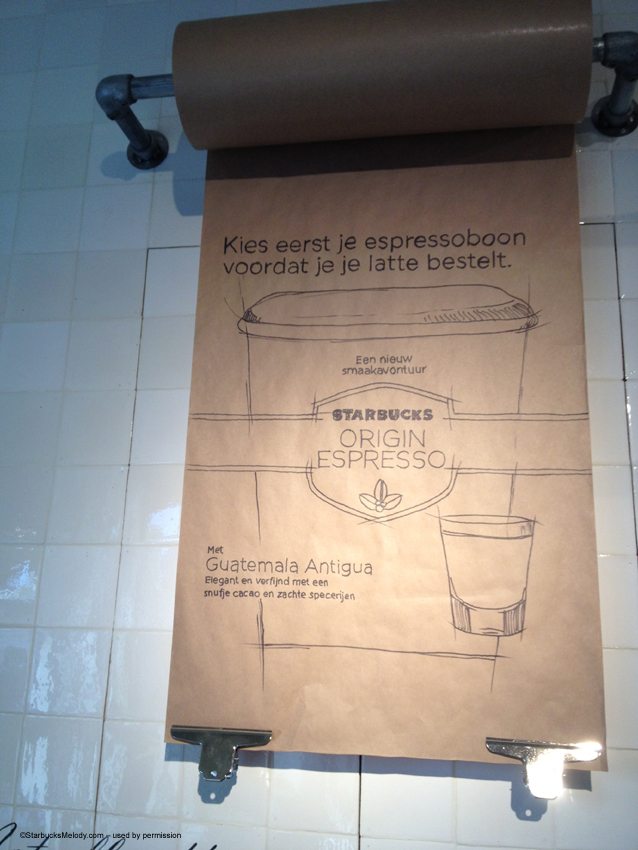 Kies eerst je espressoboon
voordat je je latte bestelt.
Een nieuw
smaakavontuur
STARBUCKS
ORIGIN
ESPRESSO
Met
Guatemala Antigua
Elegant en verfijnd met een
snufje cacao en zachte specerijen
©StarbucksMelody.com - used by permission